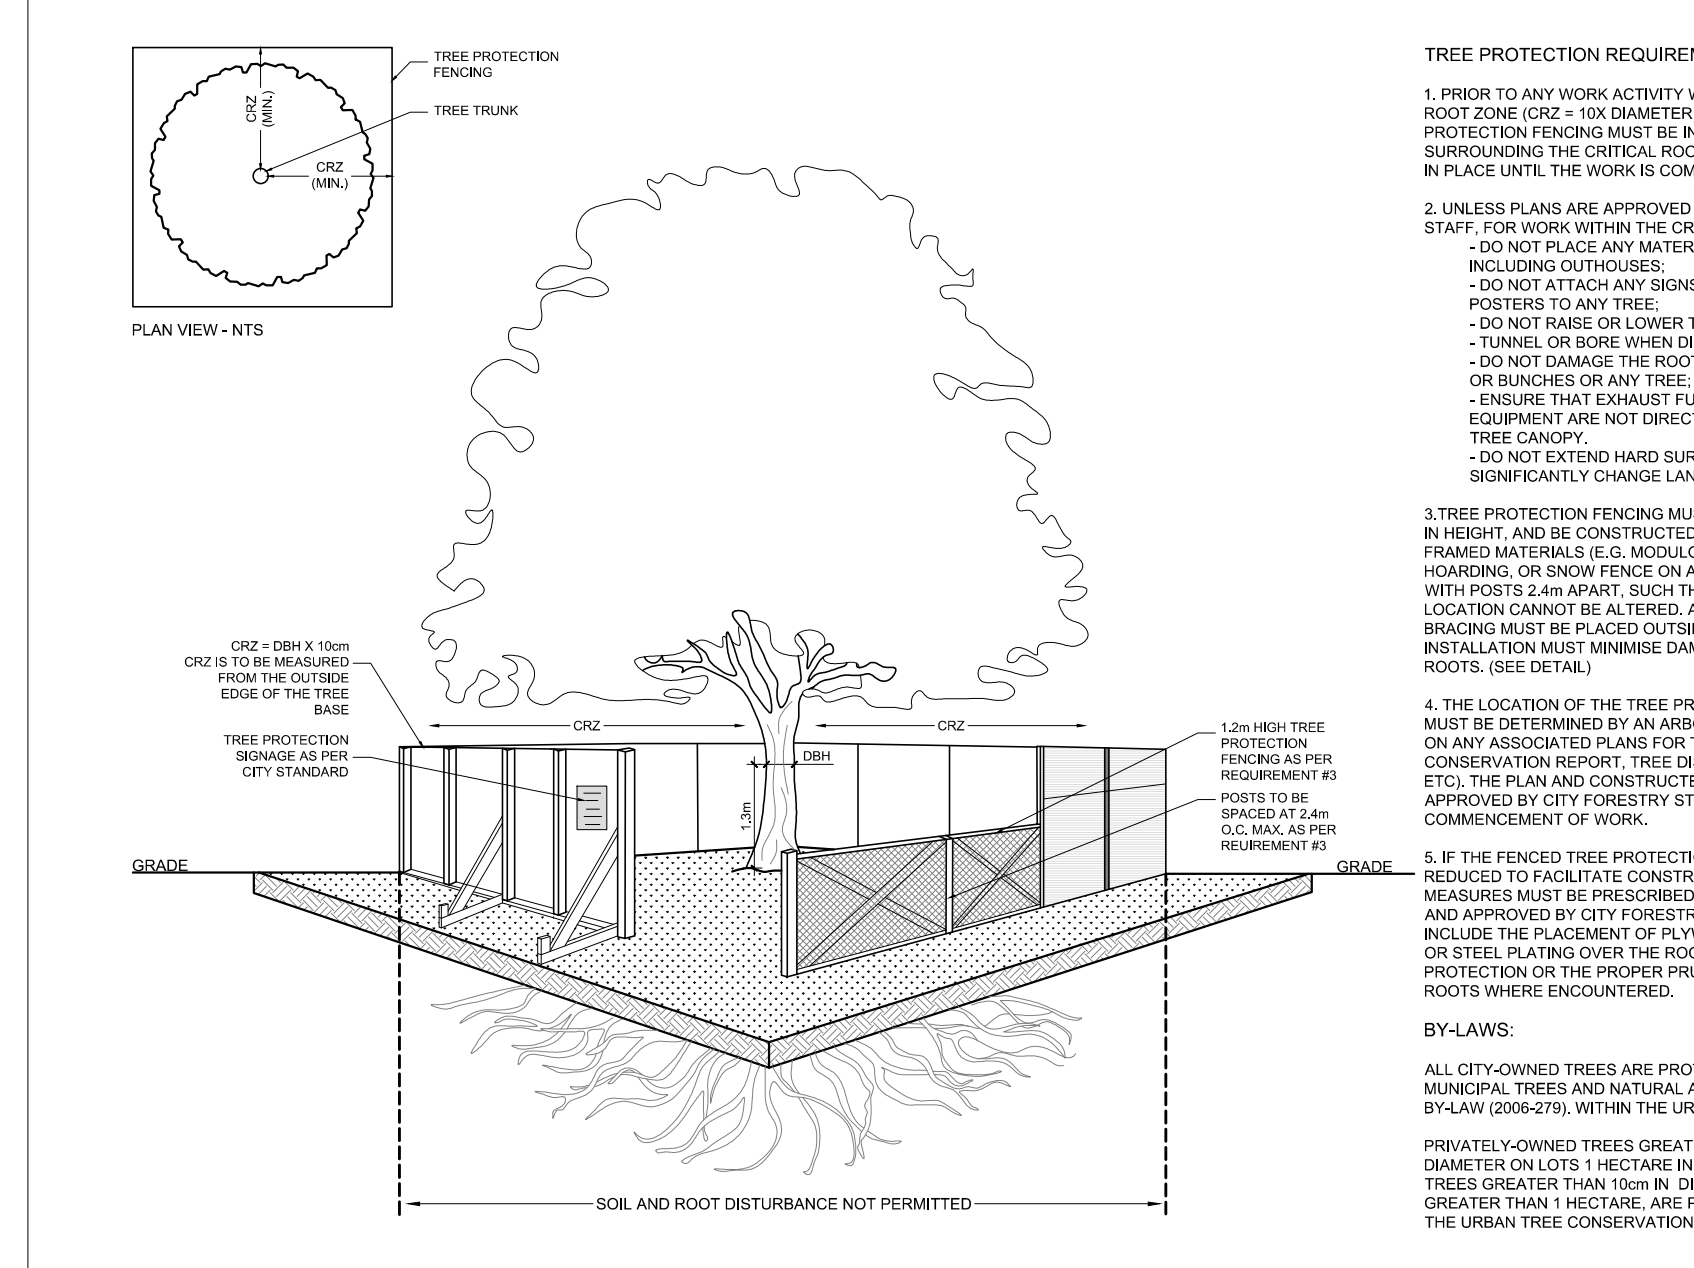 TREE PROTECTION
FENCING
TREE TRUNK
CRZ
(MIN.)
CRZ
(MIN.)
PLAN VIEW - NTS
CRZ = DBH X 10cm
CRZ IS TO BE MEASURED
FROM THE OUTSIDE
EDGE OF THE TREE
BASE
TREE PROTECTION
SIGNAGE AS PER
CITY STANDARD
CRZ
CRZ
DBH
1.3m
1.2m HIGH TREE
PROTECTION
FENCING AS PER
REQUIREMENT #3
POSTS TO BE
SPACED AT 2.4m
O.C. MAX. AS PER
REUIREMENT #3
GRADE
GRADE
SOIL AND ROOT DISTURBANCE NOT PERMITTED
TREE PROTECTION REQUIREM
1. PRIOR TO ANY WORK ACTIVITY W
ROOT ZONE (CRZ = 10X DIAMETER
PROTECTION FENCING MUST BE IN
SURROUNDING THE CRITICAL ROO
IN PLACE UNTIL THE WORK IS COM
2. UNLESS PLANS ARE APPROVED
STAFF, FOR WORK WITHIN THE CR
- DO NOT PLACE ANY MATER
INCLUDING OUTHOUSES;
- DO NOT ATTACH ANY SIGNS
POSTERS TO ANY TREE;
- DO NOT RAISE OR LOWER T
- TUNNEL OR BORE WHEN DI
- DO NOT DAMAGE THE ROOT
OR BUNCHES OR ANY TREE;
- ENSURE THAT EXHAUST FU
EQUIPMENT ARE NOT DIRECT
TREE CANOPY.
- DO NOT EXTEND HARD SUR
SIGNIFICANTLY CHANGE LAN
3.TREE PROTECTION FENCING MU
IN HEIGHT, AND BE CONSTRUCTED
FRAMED MATERIALS (E.G. MODULO
HOARDING, OR SNOW FENCE ON A
WITH POSTS 2.4m APART, SUCH TH
LOCATION CANNOT BE ALTERED. A
BRACING MUST BE PLACED OUTSI
INSTALLATION MUST MINIMISE DAM
ROOTS. (SEE DETAIL)
4. THE LOCATION OF THE TREE PR
MUST BE DETERMINED BY AN ARBO
ON ANY ASSOCIATED PLANS FOR T
CONSERVATION REPORT, TREE DI
ETC). THE PLAN AND CONSTRUCTE
APPROVED BY CITY FORESTRY ST
COMMENCEMENT OF WORK.
5. IF THE FENCED TREE PROTECTI
REDUCED TO FACILITATE CONSTR
MEASURES MUST BE PRESCRIBED
AND APPROVED BY CITY FORESTR
INCLUDE THE PLACEMENT OF PLYW
OR STEEL PLATING OVER THE ROO
PROTECTION OR THE PROPER PRU
ROOTS WHERE ENCOUNTERED.
BY-LAWS:
ALL CITY-OWNED TREES ARE PRO
MUNICIPAL TREES AND NATURAL A
BY-LAW (2006-279). WITHIN THE UR
PRIVATELY-OWNED TREES GREAT
DIAMETER ON LOTS 1 HECTARE IN
TREES GREATER THAN 10cm IN DI
GREATER THAN 1 HECTARE, ARE P
THE URBAN TREE CONSERVATION